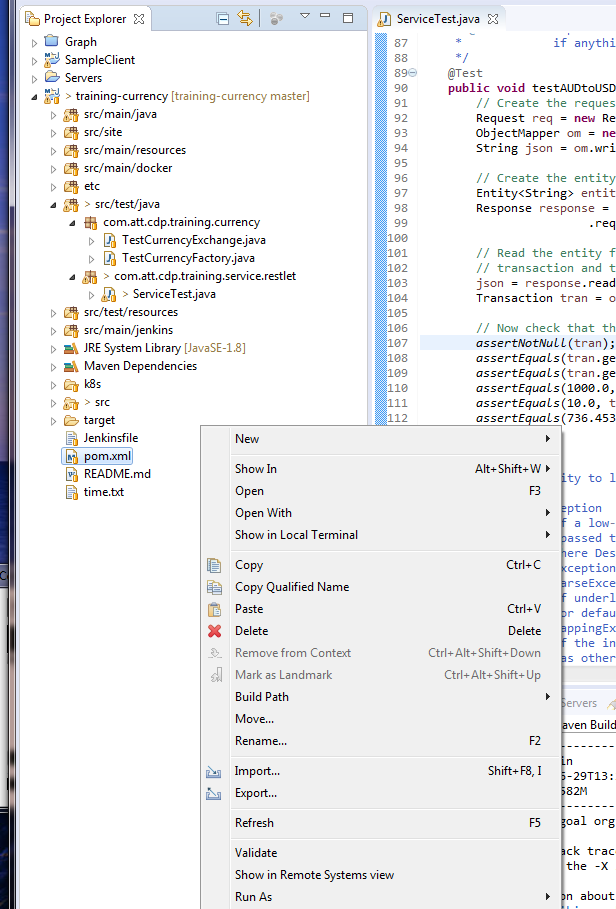 Project Explorer
ServiceTest.java
Graph
SampleClient
Servers
> training-currency [training-currency master]
src/main/java
src/site
src/main/resources
src/main/docker
etc
> src/test/java
com.att.cdp.training.currency
TestCurrencyExchange.java
TestCurrencyFactory.java
> com.att.cdp.training.service.restlet
> ServiceTest.java
src/test/resources
src/main/jenkins
JRE System Library [JavaSE-1.8]
Maven Dependencies
k8s
> src
target
Jenkinsfile
pom.xml
README.md
time.txt
87 * if anything
88 */
89 @Test
90 public void testAUDtoUSD
91 // Create the reques
92 Request req = new Re
93 ObjectMapper om = ne
94 String json = om.wri
95
96 // Create the entity
97 Entity<String> entit
98 Response response =
99 .req
100
101 // Read the entity f
102 // transaction and t
103 json = response.read
104 Transaction tran = o
105
106 // Now check that th
107 assertNotNull(tran);
108 assertEquals(tran.ge
109 assertEquals(tran.ge
110 assertEquals(1000.0,
111 assertEquals(10.0, t
112 assertEquals(736.453
ity to l
eption
f a low-
passed t
here Des
xception
arseExce
f underl
or defau
appingEx
f the in
as other
New
Show In Alt+Shift+W
Open F3
Open With
Show in Local Terminal
Copy Ctrl+C
Copy Qualified Name
Paste Ctrl+V
Delete Delete
Remove from Context Ctrl+Alt+Shift+Down
Mark as Landmark Ctrl+Alt+Shift+Up
Build Path
Move...
Rename... F2
Import... Shift+F8, I
Export...
Refresh F5
Validate
Show in Remote Systems view
Run As
Servers
aven Build
--------
in
6-29T13:
582M
--------
goal org
ack trac
the -X
on about